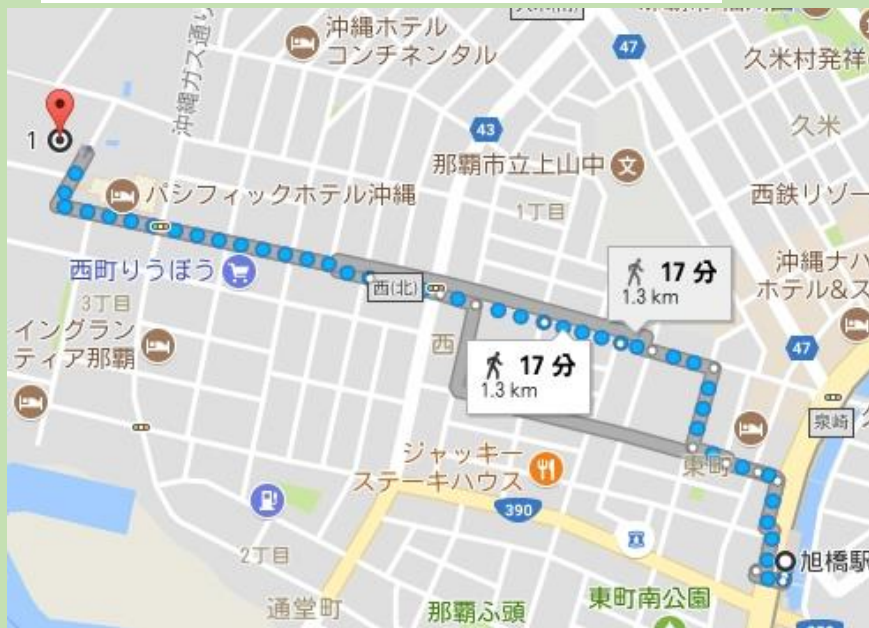 沖縄ホテル
コンチネンタル
沖縄ガス通り
47
久米村発祥
43
久米
1
那覇市立上山中
文
パシフィックホテル沖縄
1丁目
西鉄リゾー
17 分
1.3 km
沖縄ナハ
ホテル&ス
西町りうぼう
3丁目
西(北)
イングラン
ティア那覇
西
17 分
1.3 km
47
泉崎
ジャッキー
ステーキハウス
東町
390
2丁目
旭橋駅
通堂町
那覇ふ頭
東町南公園